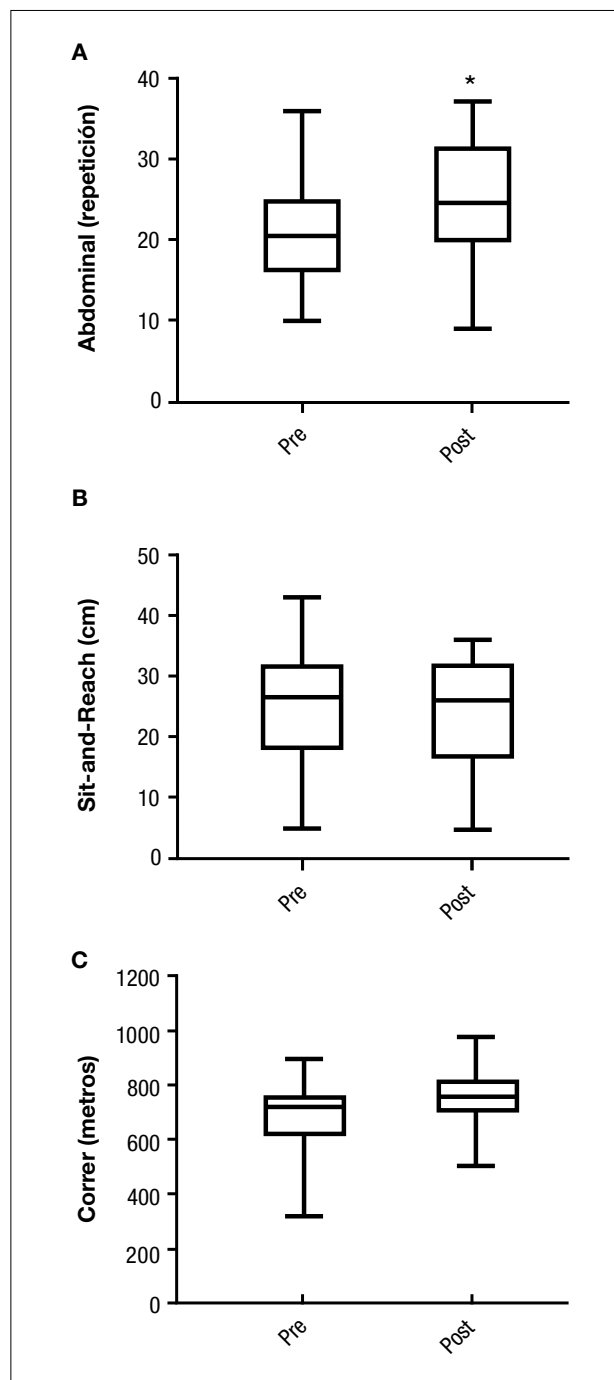 A
Abdominal (repetición)
40
30
20
10
0
*
Pre
Post
B
Sit-and-Reach (cm)
50
40
30
20
10
0
Pre
Post
C
Correr (metros)
1200
1000
800
600
400
200
0
Pre
Post